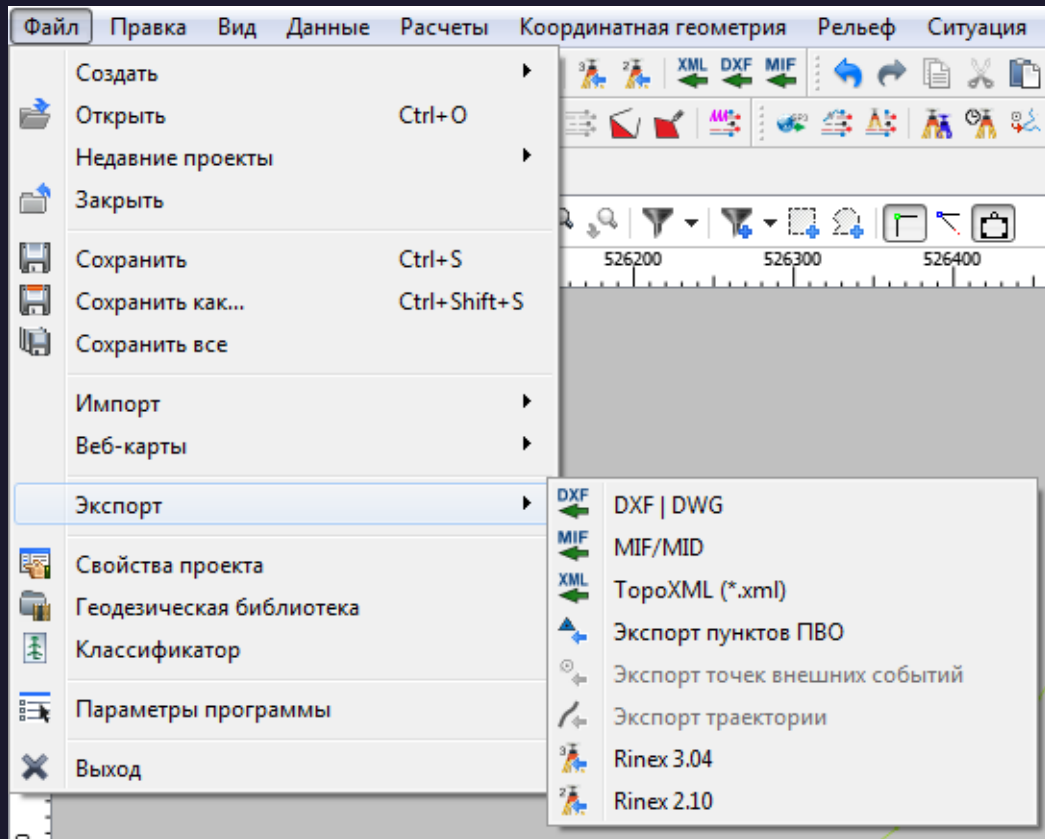 Файл Правка Вид Данные Расчеты Координатная геометрия Рельеф Ситуация
XML DXF MIF
Создать
Открыть Ctrl+O
Недавние проекты
Закрыть
526200 526300 526400
Сохранить Ctrl+S
Сохранить как... Ctrl+Shift+S
Сохранить все
Импорт
Веб-карты
Экспорт
DXF DXF | DWG
MIF MIF/MID
XML TopoXML (*.xml)
Экспорт пунктов ПВО
Экспорт точек внешних событий
Экспорт траектории
3 Rinex 3.04
2 Rinex 2.10
Свойства проекта
Геодезическая библиотека
Классификатор
Параметры программы
Выход